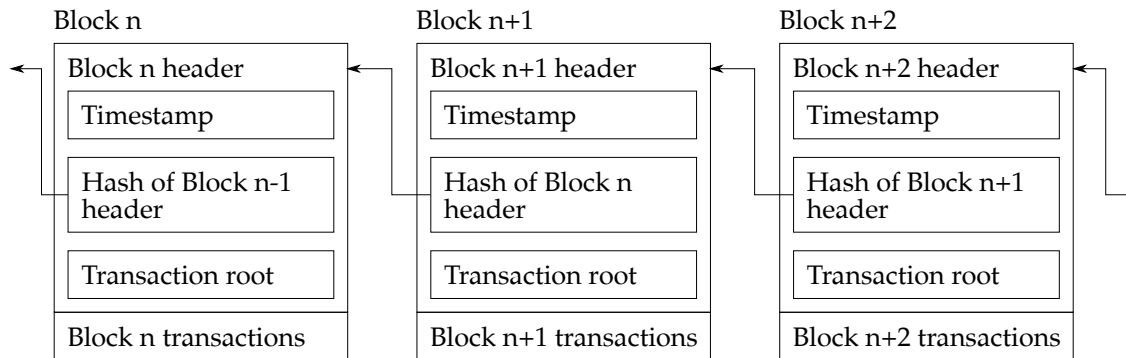 Block n
Block n header
Timestamp
Hash of Block n-1
header
Transaction root
Block n transactions
Block n+1
Block n+1 header
Timestamp
Hash of Block n
header
Transaction root
Block n+1 transactions
Block n+2
Block n+2 header
Timestamp
Hash of Block n+1
header
Transaction root
Block n+2 transactions